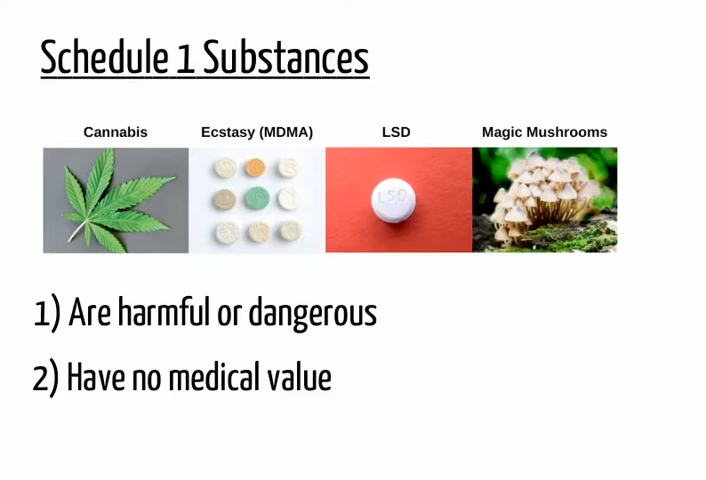 Schedule 1 Substances
Cannabis Ecstasy (MDMA) LSD Magic Mushrooms
LSD
1) Are harmful or dangerous
2) Have no medical value